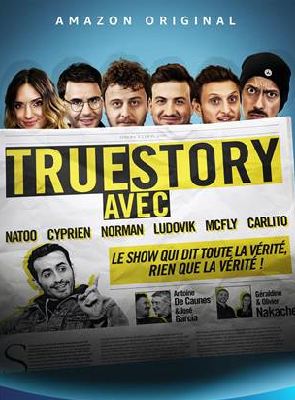 AMAZON ORIGINAL
TRUESTORY
AVEC
NATOO CYPRIEN NORMAN LUDOVIK MCFLY CARLITO
LE SHOW QUI DIT TOUTE LA VÉRITÉ,
RIEN QUE LA VÉRITÉ !
Antoine
De Caunes
& José
Garcia
Géraldine
& Olivier
Nakache
S